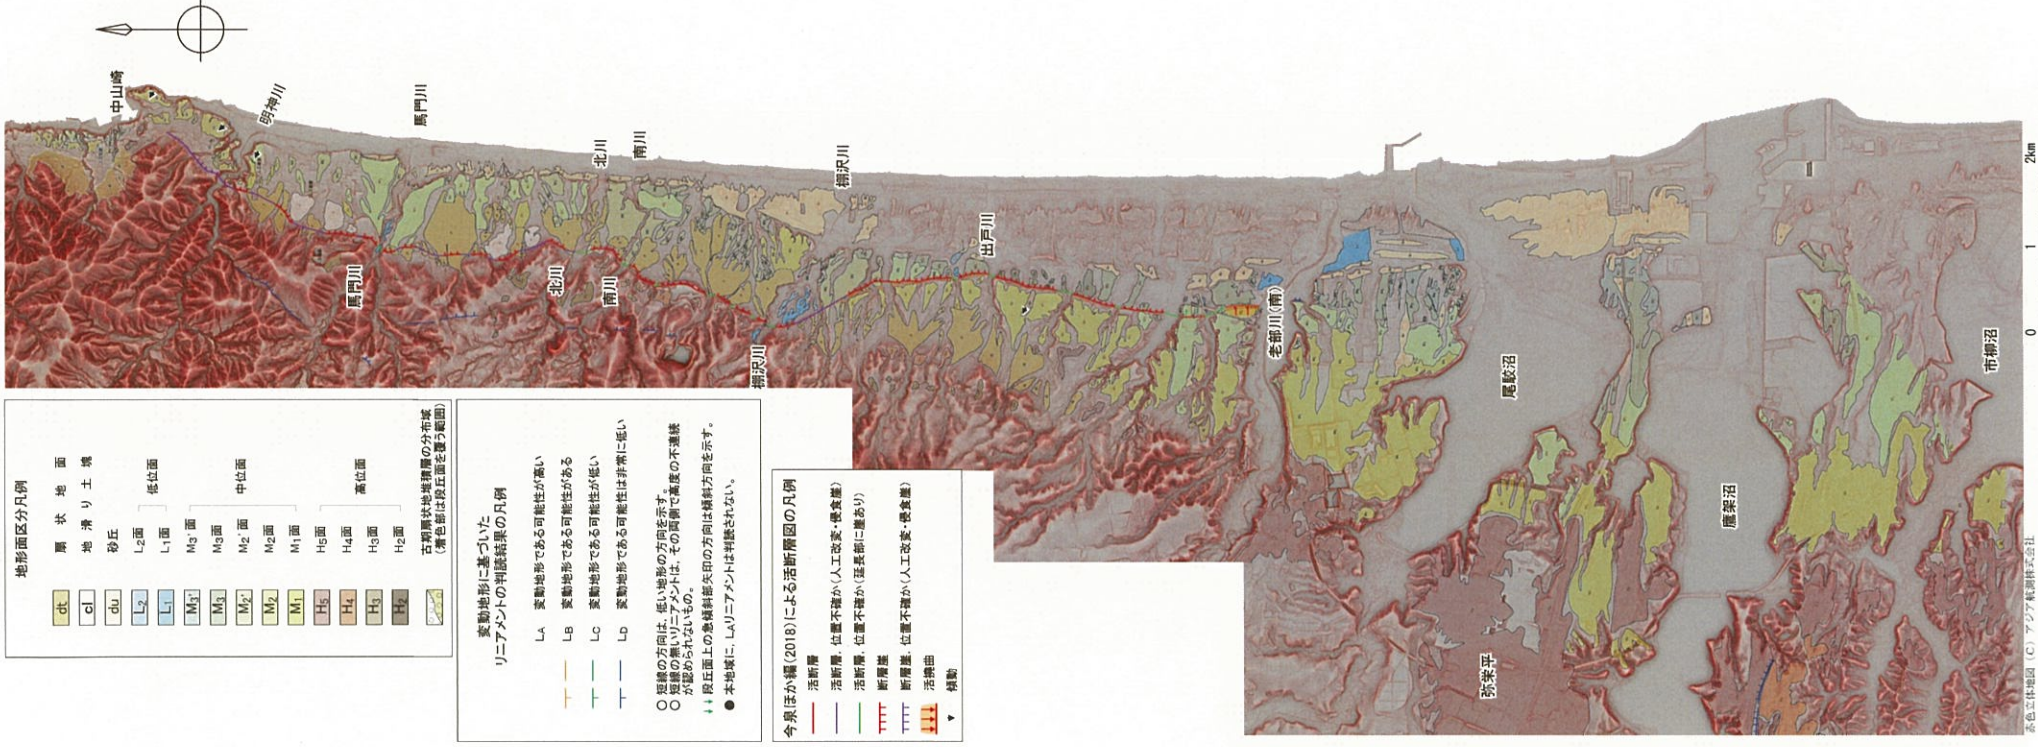 中山崎
明神川
馬門川
北川
南川
棚沢川
馬門川
北川
南川
棚沢川
出戸川
老部川(南)
尾駮沼
鷹架沼
市柳沼
弥栄平
0 1 2km
地形面区分凡例
dt 扇状地面
cl 地滑り土塊
du 砂丘
L2 L2面
L1 L1面
低位面
M3' M3'面
M3 M3面
M2' M2'面
M2 M2面
M1 M1面
中位面
H5 H5面
H4 H4面
H3 H3面
H2 H2面
高位面
古期扇状地堆積層の分布域
(着色部は段丘面を覆う範囲)
変動地形に基づいた
リニアメントの判読結果の凡例
LA 変動地形である可能性が高い
LB 変動地形である可能性がある
LC 変動地形である可能性が低い
LD 変動地形である可能性は非常に低い
○ 短線の方向は、低い地形の方向を示す。
○ 短線の無いリニアメントは、その両側で高度の不連続
が認められないもの。
段丘面上の急傾斜部 矢印の方向は傾斜方向を示す。
● 本地域に、LAリニアメントは判読されない。
今泉ほか編(2018)による活断層図の凡例
活断層
活断層、位置不確か(人工改変・侵食崖)
活断層、位置不確か(延長部に崖あり)
断層崖
断層崖、位置不確か(人工改変・侵食崖)
活撓曲
傾動
赤色立体地図(C)アジア航測株式会社